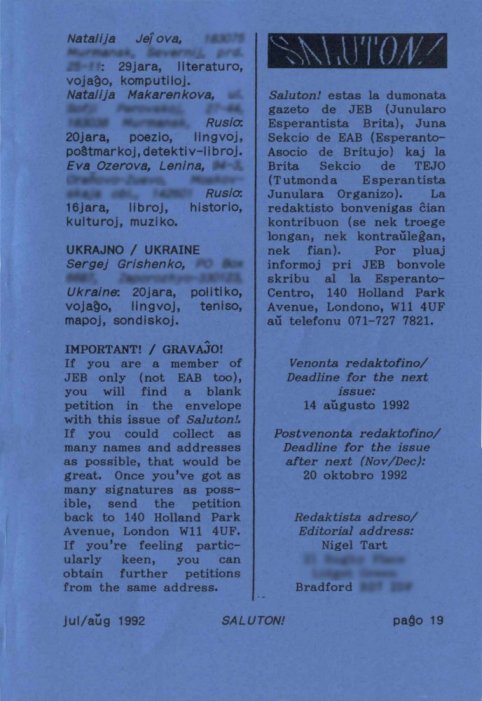 Natalija Jefova,
25-11: 29jara, literaturo,
vojaĝo, komputiloj.
Natalija Makarenkova,
Rusio:
20jara, poezio, lingvoj,
poŝtmarkoj, detektiv-libroj.
Eva Ozerova, Lenina,
Rusio:
16jara, libroj, historio,
kulturoj, muziko.
UKRAJNO / UKRAINE
Sergej Grishenko,
Ukraine: 20jara, politiko,
vojaĝo, lingvoj, teniso,
mapoj, sondiskoj.
IMPORTANT! / GRAVAĴO!
If you are a member of
JEB only (not EAB too),
you will find a blank
petition in the envelope
with this issue of Saluton!.
If you could collect as
many names and addresses
as possible, that would be
great. Once you've got as
many signatures as poss-
ible, send the petition
back to 140 Holland Park
Avenue, London W11 4UF.
If you're feeling partic-
ularly keen, you can
obtain further petitions
from the same address.
SALUTON!
Saluton! estas la dumonata
gazeto de JEB (Junularo
Esperantista Brita), Juna
Sekcio de EAB (Esperanto-
Asocio de Britujo) kaj la
Brita Sekcio de TEJO
(Tutmonda Esperantista
Junulara Organizo). La
redaktisto bonvenigas ĉian
kontribuon (se nek troege
longan, nek kontraŭleĝan,
nek fian). Por pluaj
informoj pri JEB bonvole
skribu al la Esperanto-
Centro, 140 Holland Park
Avenue, Londono, W11 4UF
aŭ telefonu 071-727 7821.
Venonta redaktofino/
Deadline for the next
issue:
14 aŭgusto 1992
Postvenonta redaktofino/
Deadline for the issue
after next (Nov/Dec):
20 oktobro 1992
Redaktista adreso/
Editorial address:
Nigel Tart
Bradford
jul/aŭg 1992
SALUTON!
paĝo 19